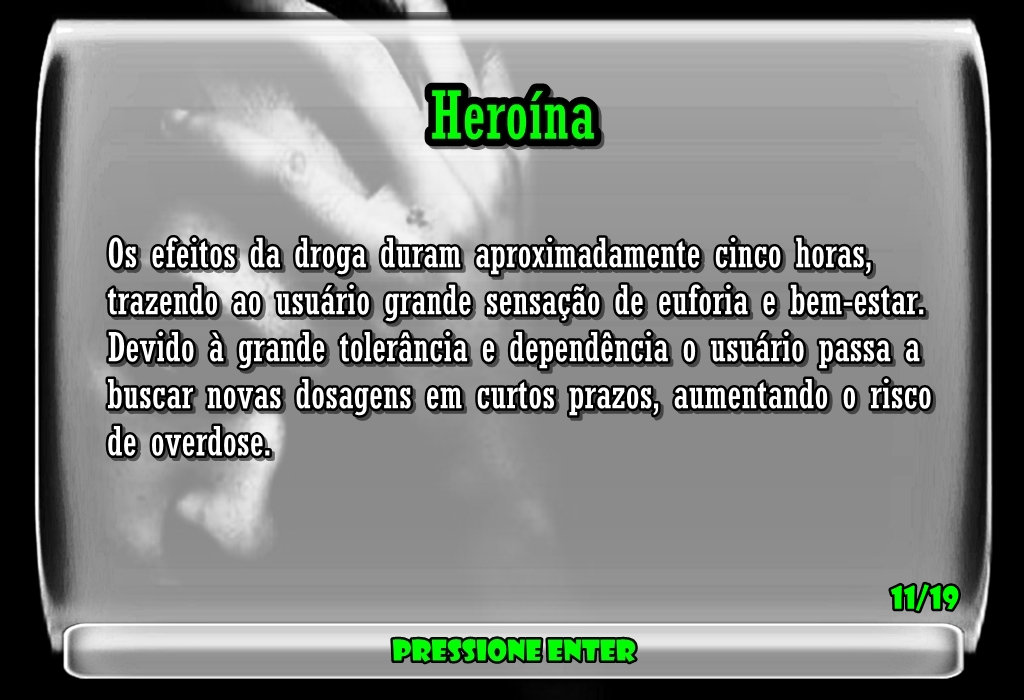 Heroína
Os efeitos da droga duram aproximadamente cinco horas,
trazendo ao usuário grande sensação de euforia e bem-estar.
Devido à grande tolerância e dependência o usuário passa a
buscar novas dosagens em curtos prazos, aumentando o risco
de overdose.
11/19
PRESSIONE ENTER